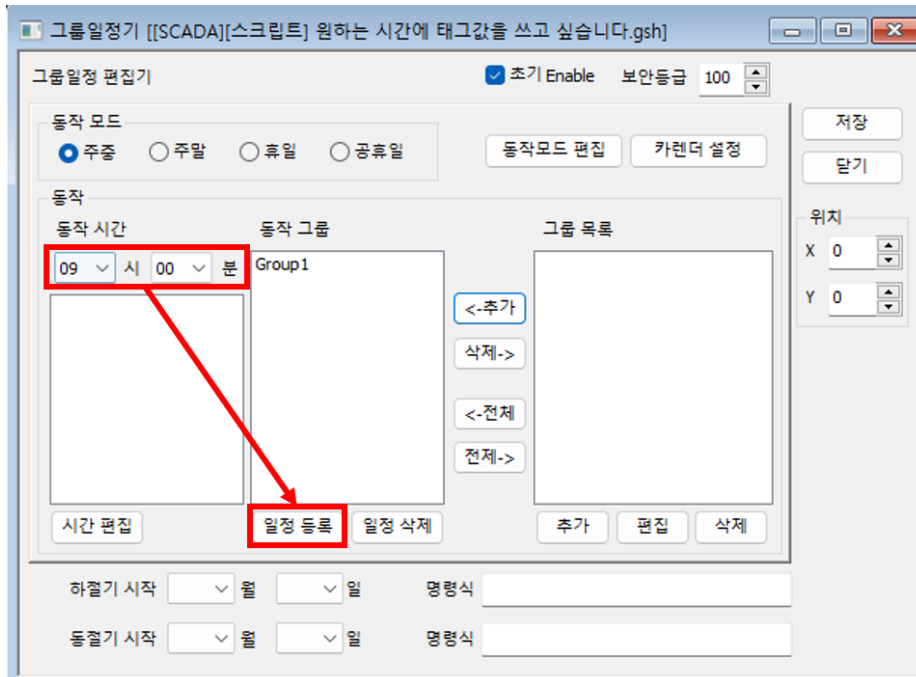 그룹일정기 [[SCADA][스크립트] 원하는 시간에 태그값을 쓰고 싶습니다.gsh]
그룹일정 편집기
초기 Enable
보안등급 100
저장
닫기
동작 모드
주중 주말 휴일 공휴일
동작모드 편집
카렌더 설정
위치
X 0
Y 0
동작
동작 시간
동작 그룹
그룹 목록
09 시 00 분
Group1
<-추가
삭제->
<-전체
전제->
시간 편집
일정 등록
일정 삭제
추가
편집
삭제
하절기 시작 월 일 명령식
동절기 시작 월 일 명령식